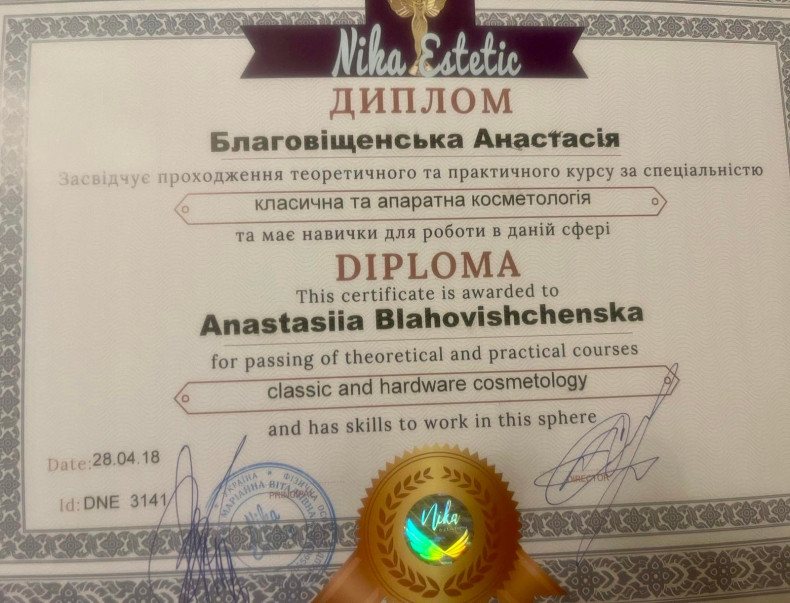 Nika Estetic
ДИПЛОМ
Благовіщенська Анастасія
Засвідчує проходження теоретичного та практичного курсу за спеціальністю
класична та апаратна косметологія
та має навички для роботи в даній сфері
DIPLOMA
This certificate is awarded to
Anastasiia Blahovishchenska
for passing of theoretical and practical courses
classic and hardware cosmetology
and has skills to work in this sphere
Date: 28.04.18
Id: DNE 3141
УКРАЇНА
DIRECTOR
Nika